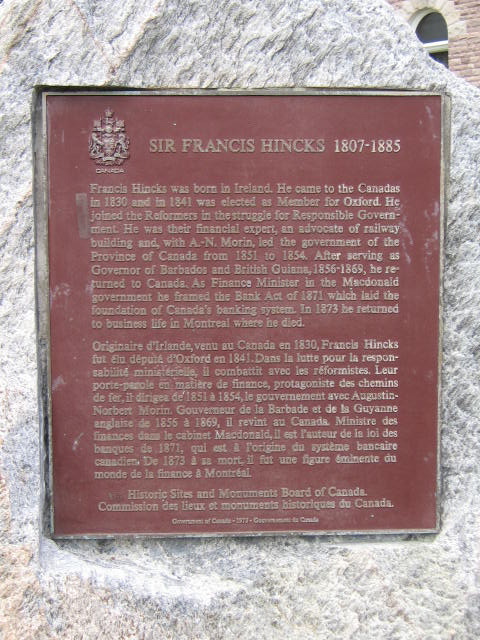 CANADA
SIR FRANCIS HINCKS 1807-1885
Francis Hincks was born in Ireland. He came to the Canadas
in 1830 and in 1841 was elected as Member for Oxford. He
joined the Reformers in the struggle for Responsible Govern-
ment. He was their financial expert, an advocate of railway
building and, with A.-N. Morin, led the government of the
Province of Canada from 1851 to 1854. After serving as
Governor of Barbados and British Guiana, 1856-1869, he re-
turned to Canada. As Finance Minister in the Macdonald
government he framed the Bank Act of 1871 which laid the
foundation of Canada's banking system. In 1873 he returned
to business life in Montreal where he died.
Originaire d'Irlande, venu au Canada en 1830, Francis Hincks
fut élu député d'Oxford en 1841. Dans la lutte pour la respon-
sabilité ministérielle, il combattit avec les réformistes. Leur
porte-parole en matière de finance, protagoniste des chemins
de fer, il dirigea de 1851 à 1854, le gouvernement avec Augustin-
Norbert Morin. Gouverneur de la Barbade et de la Guyanne
anglaise de 1856 à 1869, il revint au Canada. Ministre des
finances dans le cabinet Macdonald, il est l'auteur de la loi des
banques de 1871, qui est à l'origine du système bancaire
canadien. De 1873 à sa mort, il fut une figure éminente du
monde de la finance à Montréal.
Historic Sites and Monuments Board of Canada.
Commission des lieux et monuments historiques du Canada.
Government of Canada - 1973 - Gouvernement du Canada